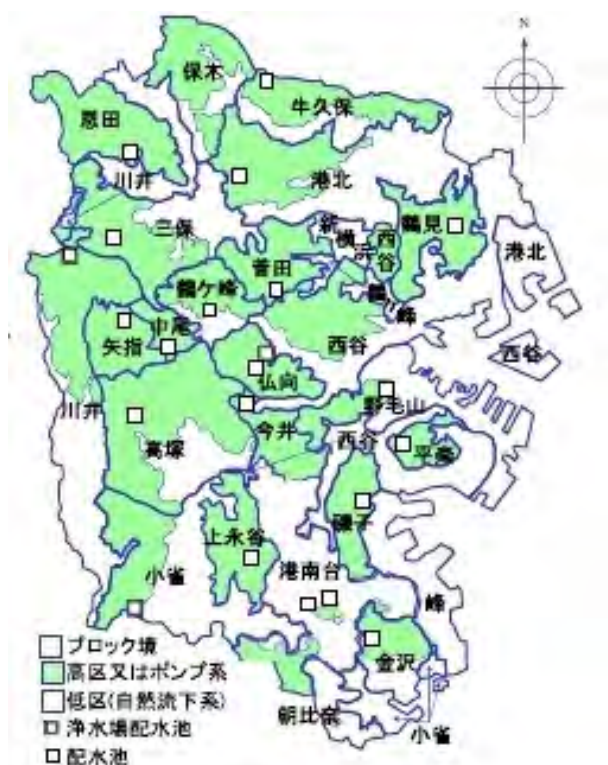 N
保木
牛久保
恩田
川井
港北
三保
新横浜
西谷
鶴見
港北
菅田
鶴ケ峰
鶴ケ峰
中尾
矢指
西谷
西谷
仏向
川井
野毛山
今井
高塚
西谷
平楽
磯子
上永谷
小雀
港南台
峰
金沢
朝比奈
小雀
ブロック境
高区又はポンプ系
低区(自然流下系)
浄水場配水池
配水池